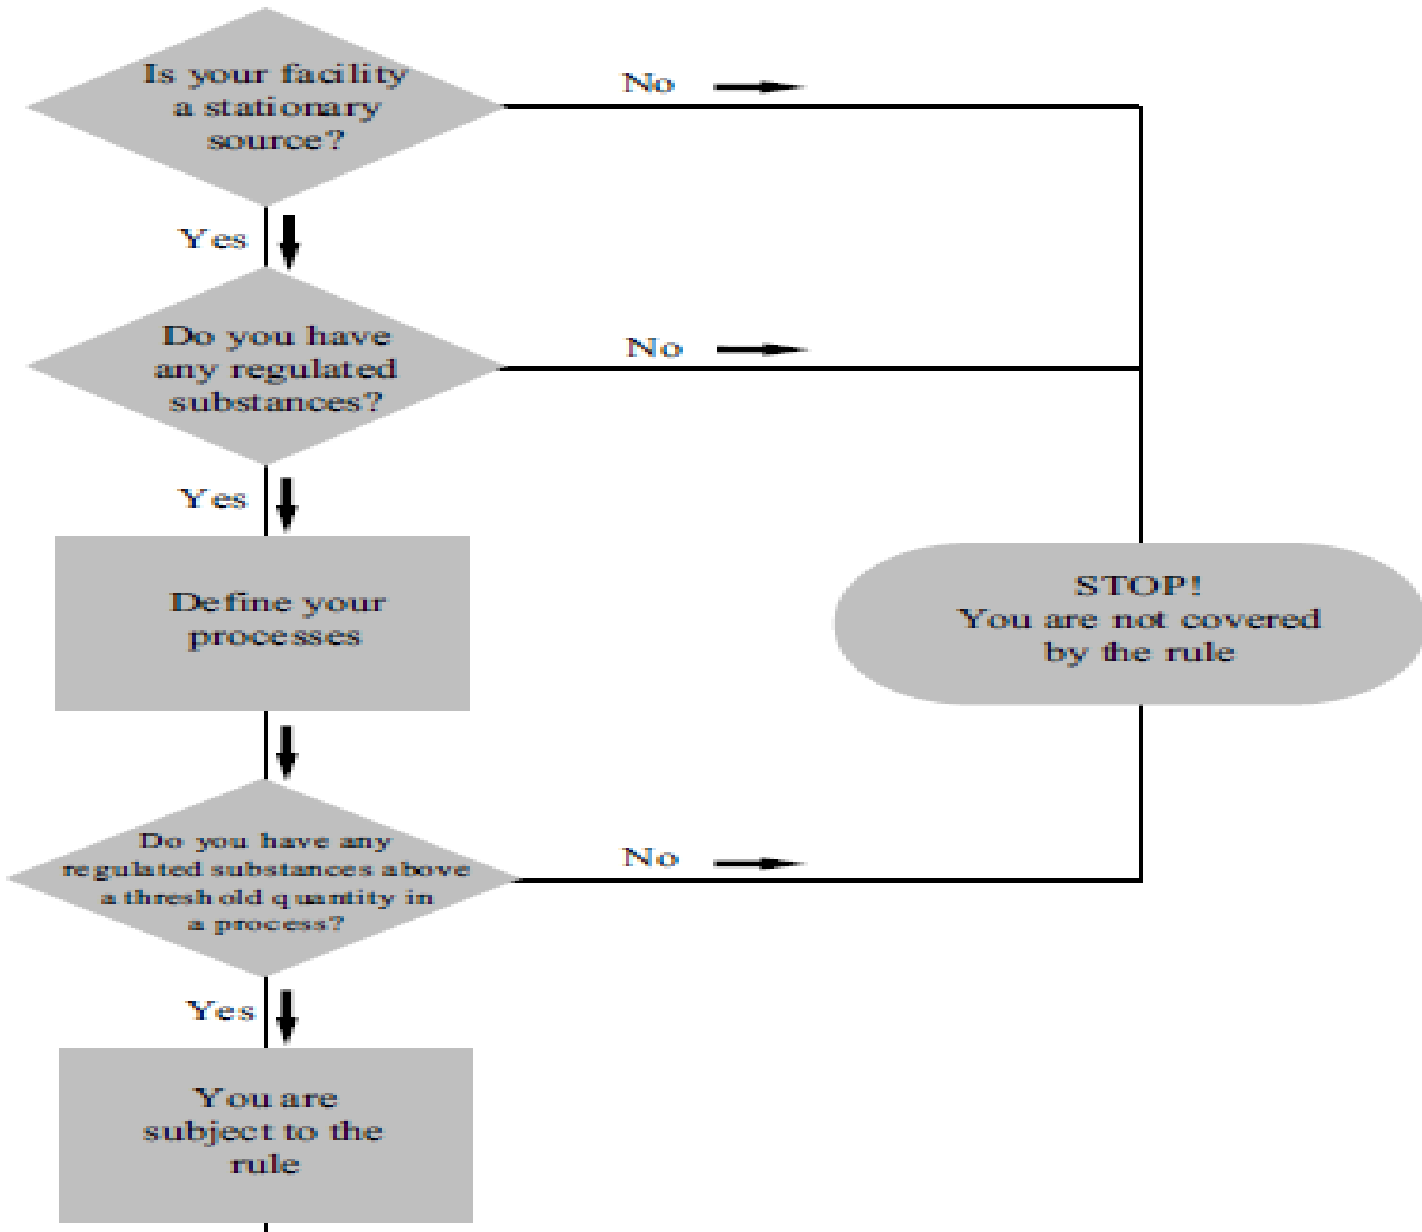 Is your facility
a stationary
source?
No
Yes
Do you have
any regulated
substances?
No
Yes
Define your
processes
STOP!
You are not covered
by the rule
Do you have any
regulated substances above
a threshold quantity in
a process?
No
Yes
You are
subject to the
rule